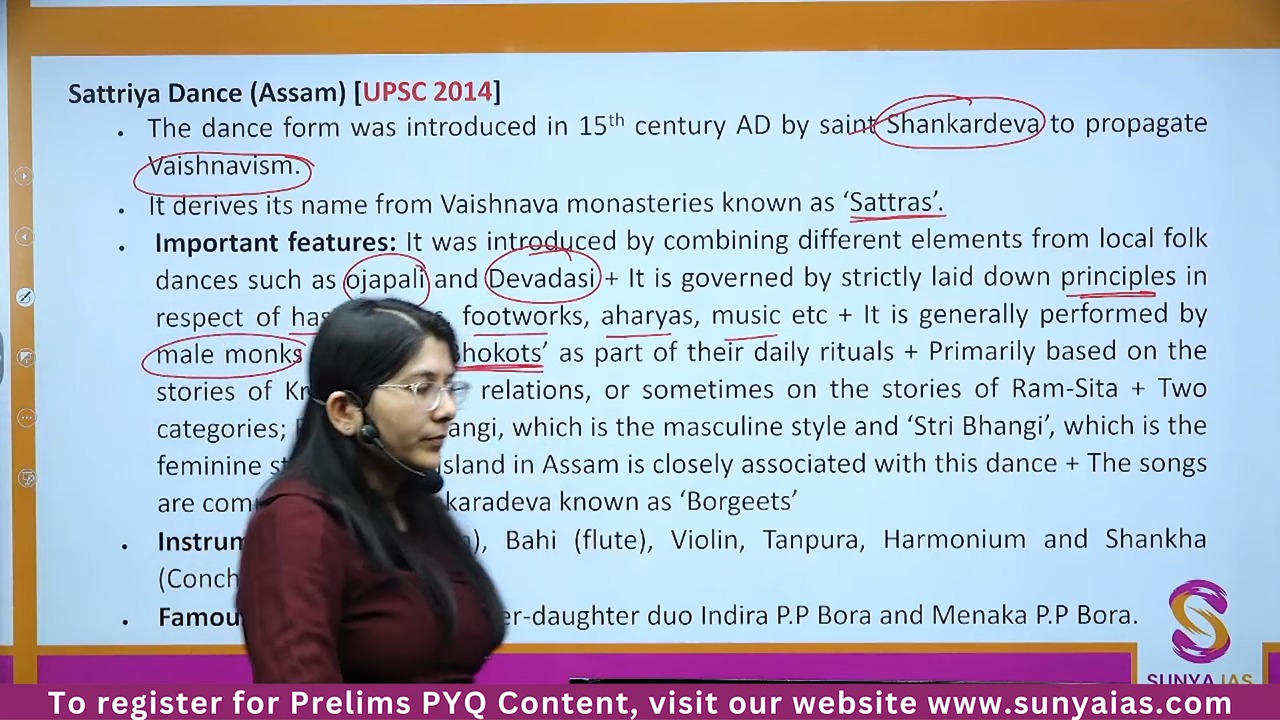 Sattriya Dance (Assam) [UPSC 2014]
• The dance form was introduced in 15th century AD by saint Shankardeva to propagate
Vaishnavism.
• It derives its name from Vaishnava monasteries known as ‘Sattras’.
• Important features: It was introduced by combining different elements from local folk
dances such as ojapali and Devadasi + It is governed by strictly laid down principles in
respect of footworks, aharyas, music etc + It is generally performed by
male monks as part of their daily rituals + Primarily based on the
stories of relations, or sometimes on the stories of Ram-Sita + Two
categories; which is the masculine style and ‘Stri Bhangi’, which is the
feminine island in Assam is closely associated with this dance + The songs
are known as ‘Borgeets’
• Bahi (flute), Violin, Tanpura, Harmonium and Shankha
• duo Indira P.P Bora and Menaka P.P Bora.
SUNYA IAS
To register for Prelims PYQ Content, visit our website www.sunyaias.com